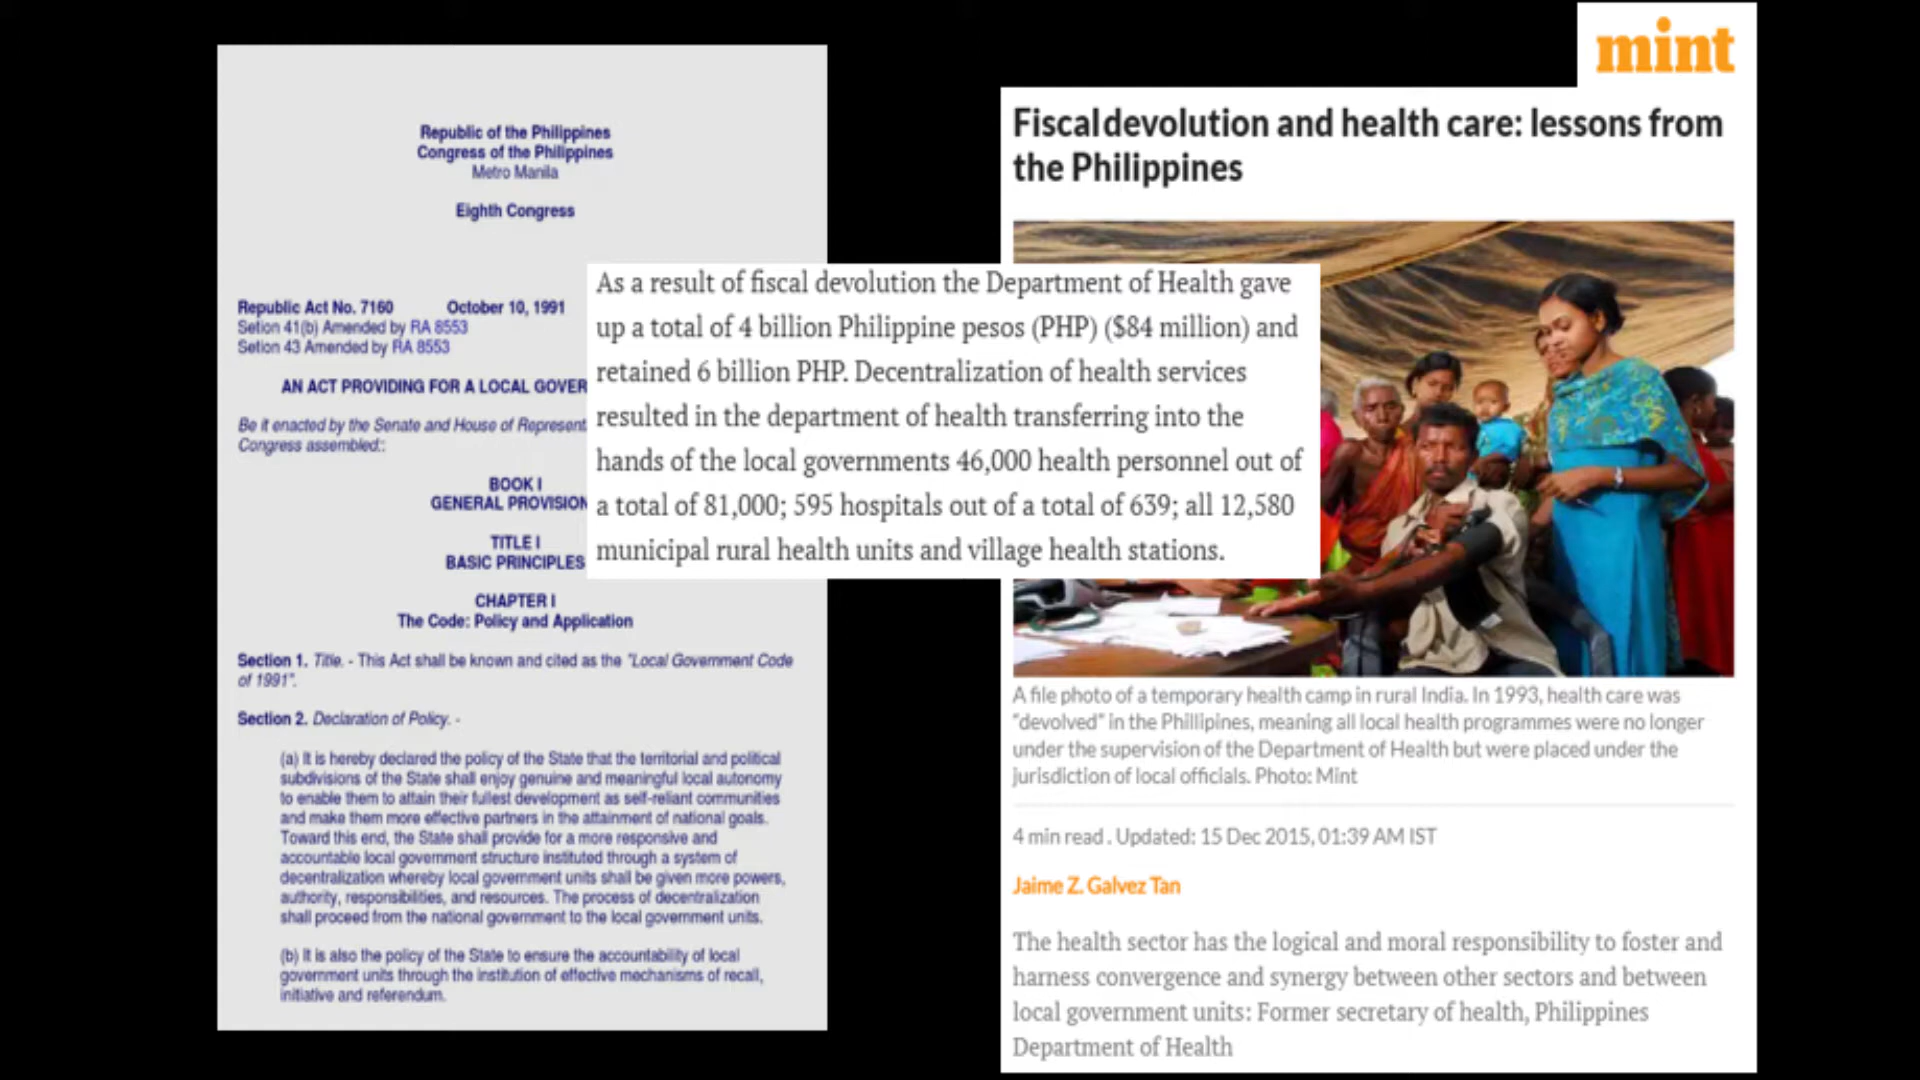 Republic of the Philippines
Congress of the Philippines
Metro Manila
Eighth Congress
Republic Act No. 7160 October 10, 1991
Setion 41(b) Amended by RA 8553
Setion 43 Amended by RA 8553
AN ACT PROVIDING FOR A LOCAL GOVER
Be it enacted by the Senate and House of Represent
Congress assembled::
BOOK I
GENERAL PROVISION
TITLE I
BASIC PRINCIPLES
CHAPTER I
The Code: Policy and Application
Section 1. Title. - This Act shall be known and cited as the "Local Government Code
of 1991".
Section 2. Declaration of Policy. -
(a) It is hereby declared the policy of the State that the territorial and political
subdivisions of the State shall enjoy genuine and meaningful local autonomy
to enable them to attain their fullest development as self-reliant communities
and make them more effective partners in the attainment of national goals.
Toward this end, the State shall provide for a more responsive and
accountable local government structure instituted through a system of
decentralization whereby local government units shall be given more powers,
authority, responsibilities, and resources. The process of decentralization
shall proceed from the national government to the local government units.
(b) It is also the policy of the State to ensure the accountability of local
government units through the institution of effective mechanisms of recall,
initiative and referendum.
As a result of fiscal devolution the Department of Health gave
up a total of 4 billion Philippine pesos (PHP) ($84 million) and
retained 6 billion PHP. Decentralization of health services
resulted in the department of health transferring into the
hands of the local governments 46,000 health personnel out of
a total of 81,000; 595 hospitals out of a total of 639; all 12,580
municipal rural health units and village health stations.
mint
Fiscal devolution and health care: lessons from
the Philippines
A file photo of a temporary health camp in rural India. In 1993, health care was
“devolved” in the Phillipines, meaning all local health programmes were no longer
under the supervision of the Department of Health but were placed under the
jurisdiction of local officials. Photo: Mint
4 min read . Updated: 15 Dec 2015, 01:39 AM IST
Jaime Z. Galvez Tan
The health sector has the logical and moral responsibility to foster and
harness convergence and synergy between other sectors and between
local government units: Former secretary of health, Philippines
Department of Health